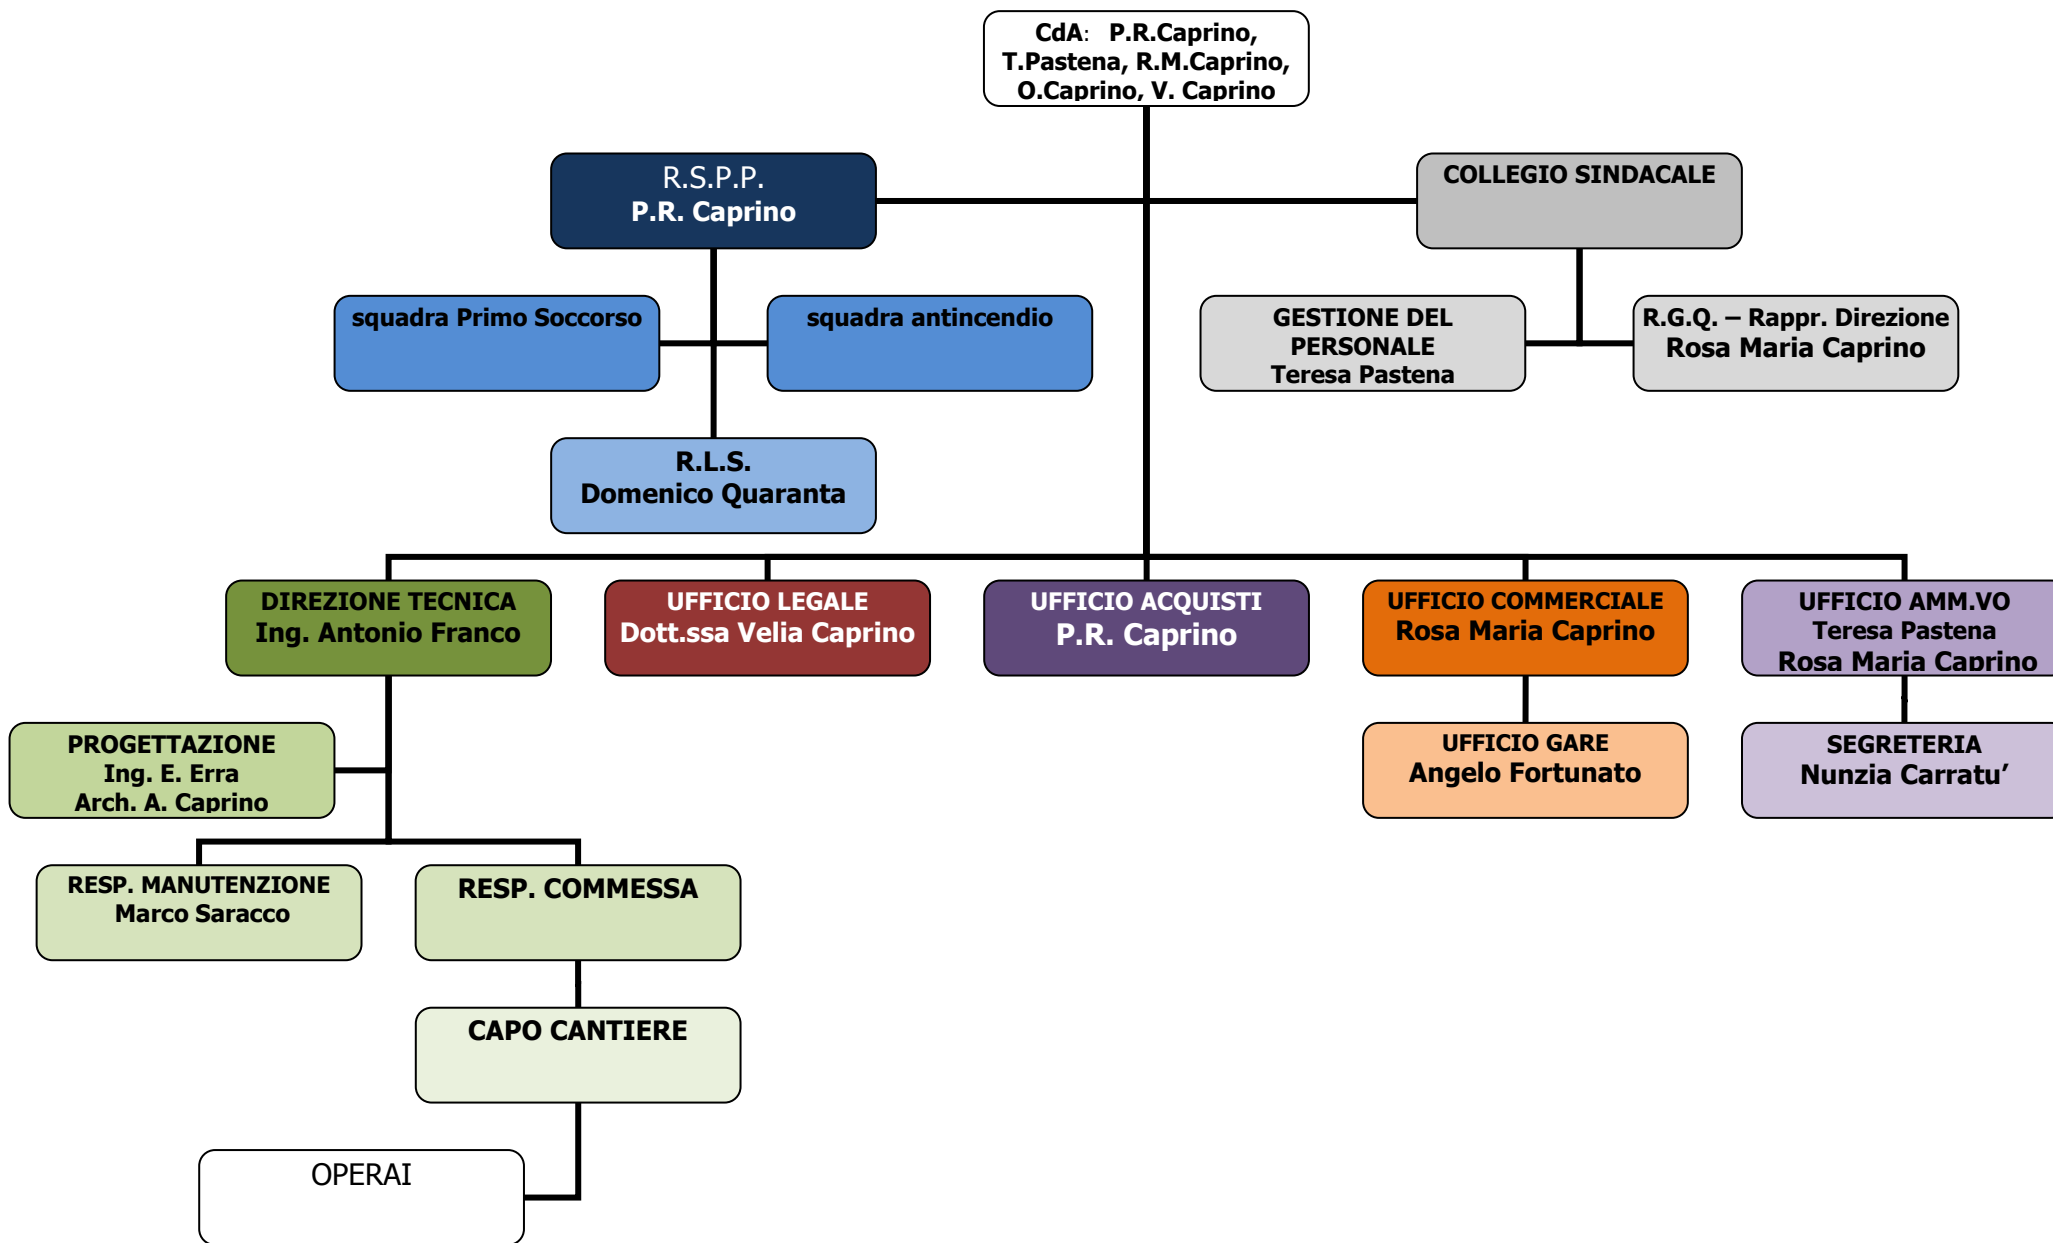 CdA: P.R.Caprino,
T.Pastena, R.M.Caprino,
O.Caprino, V. Caprino
R.S.P.P.
P.R. Caprino
COLLEGIO SINDACALE
squadra Primo Soccorso
squadra antincendio
GESTIONE DEL
PERSONALE
Teresa Pastena
R.G.Q. – Rappr. Direzione
Rosa Maria Caprino
R.L.S.
Domenico Quaranta
DIREZIONE TECNICA
Ing. Antonio Franco
UFFICIO LEGALE
Dott.ssa Velia Caprino
UFFICIO ACQUISTI
P.R. Caprino
UFFICIO COMMERCIALE
Rosa Maria Caprino
UFFICIO AMM.VO
Teresa Pastena
Rosa Maria Caprino
PROGETTAZIONE
Ing. E. Erra
Arch. A. Caprino
UFFICIO GARE
Angelo Fortunato
SEGRETERIA
Nunzia Carratu’
RESP. MANUTENZIONE
Marco Saracco
RESP. COMMESSA
CAPO CANTIERE
OPERAI